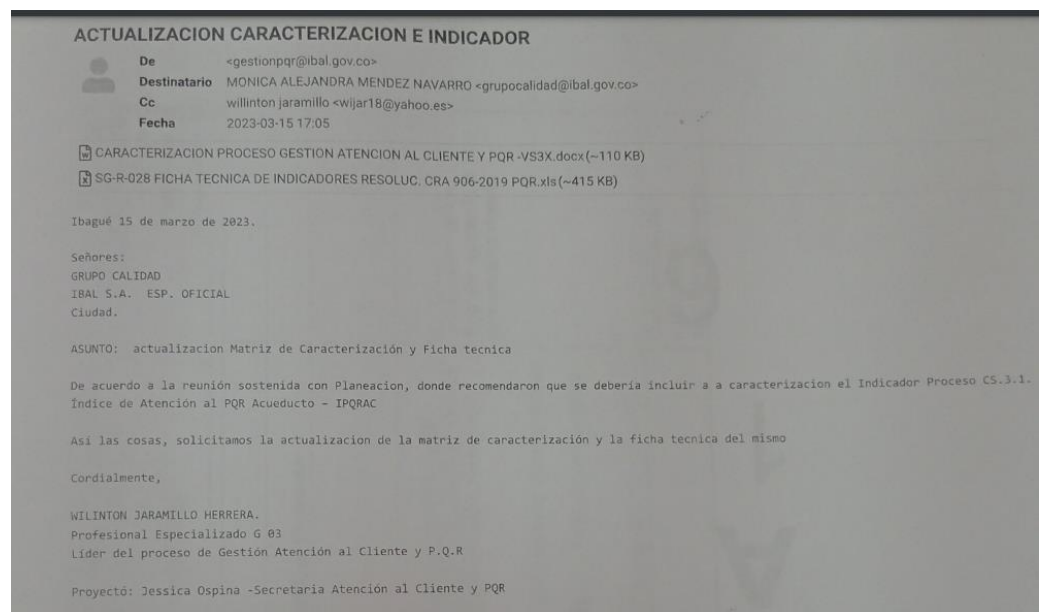 ACTUALIZACION CARACTERIZACION E INDICADOR
De <gestionpqr@ibal.gov.co>
Destinatario MONICA ALEJANDRA MENDEZ NAVARRO <grupocalidad@ibal.gov.co>
Cc willinton jaramillo <wijar18@yahoo.es>
Fecha 2023-03-15 17:05
CARACTERIZACION PROCESO GESTION ATENCION AL CLIENTE Y PQR -VS3X.docx (~110 KB)
SG-R-028 FICHA TECNICA DE INDICADORES RESOLUC. CRA 906-2019 PQR.xls (~415 KB)
Ibagué 15 de marzo de 2023.
Señores:
GRUPO CALIDAD
IBAL S.A. ESP. OFICIAL
Ciudad.
ASUNTO: actualizacion Matriz de Caracterización y Ficha tecnica
De acuerdo a la reunión sostenida con Planeacion, donde recomendaron que se debería incluir a a caracterizacion el Indicador Proceso CS.3.1.
Índice de Atención al PQR Acueducto - IPQRAC
Asi las cosas, solicitamos la actualizacion de la matriz de caracterización y la ficha tecnica del mismo
Cordialmente,
WILINTON JARAMILLO HERRERA.
Profesional Especializado G 03
Líder del proceso de Gestión Atención al Cliente y P.Q.R
Proyectó: Jessica Ospina -Secretaria Atención al Cliente y PQR